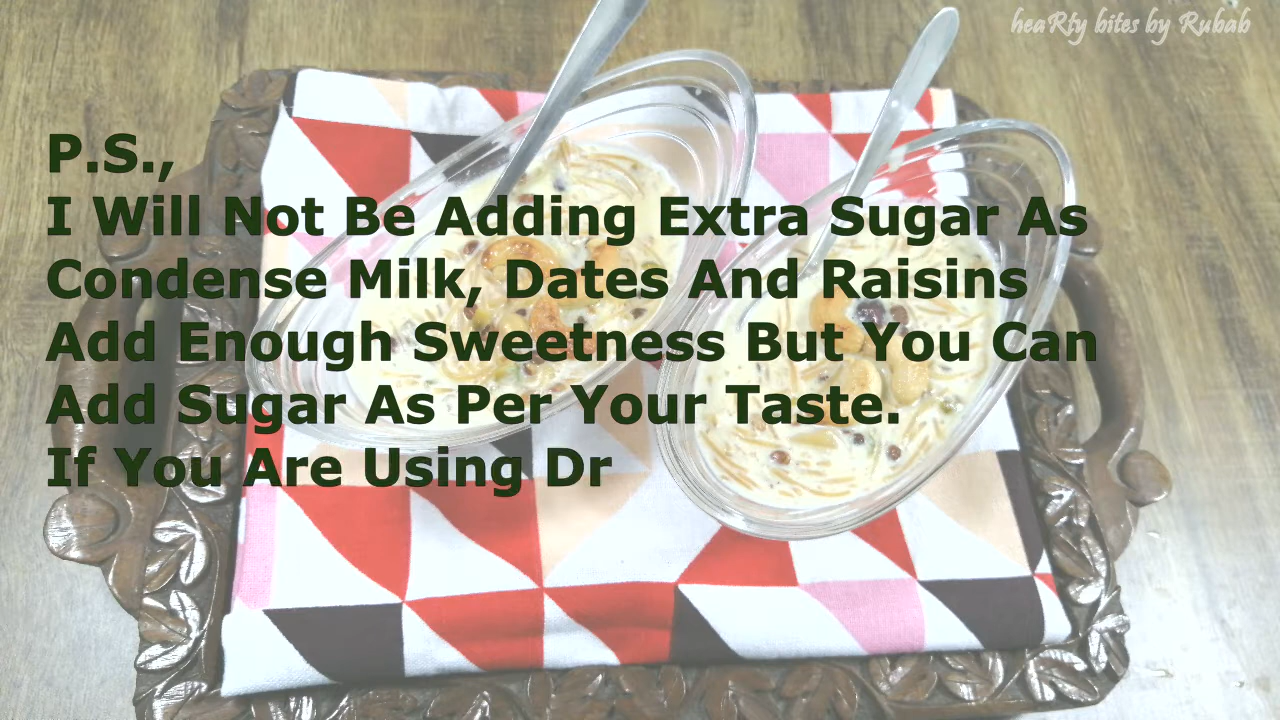 heaRty bites by Rubab
P.S.,
I Will Not Be Adding Extra Sugar As
Condense Milk, Dates And Raisins
Add Enough Sweetness But You Can
Add Sugar As Per Your Taste.
If You Are Using Dr